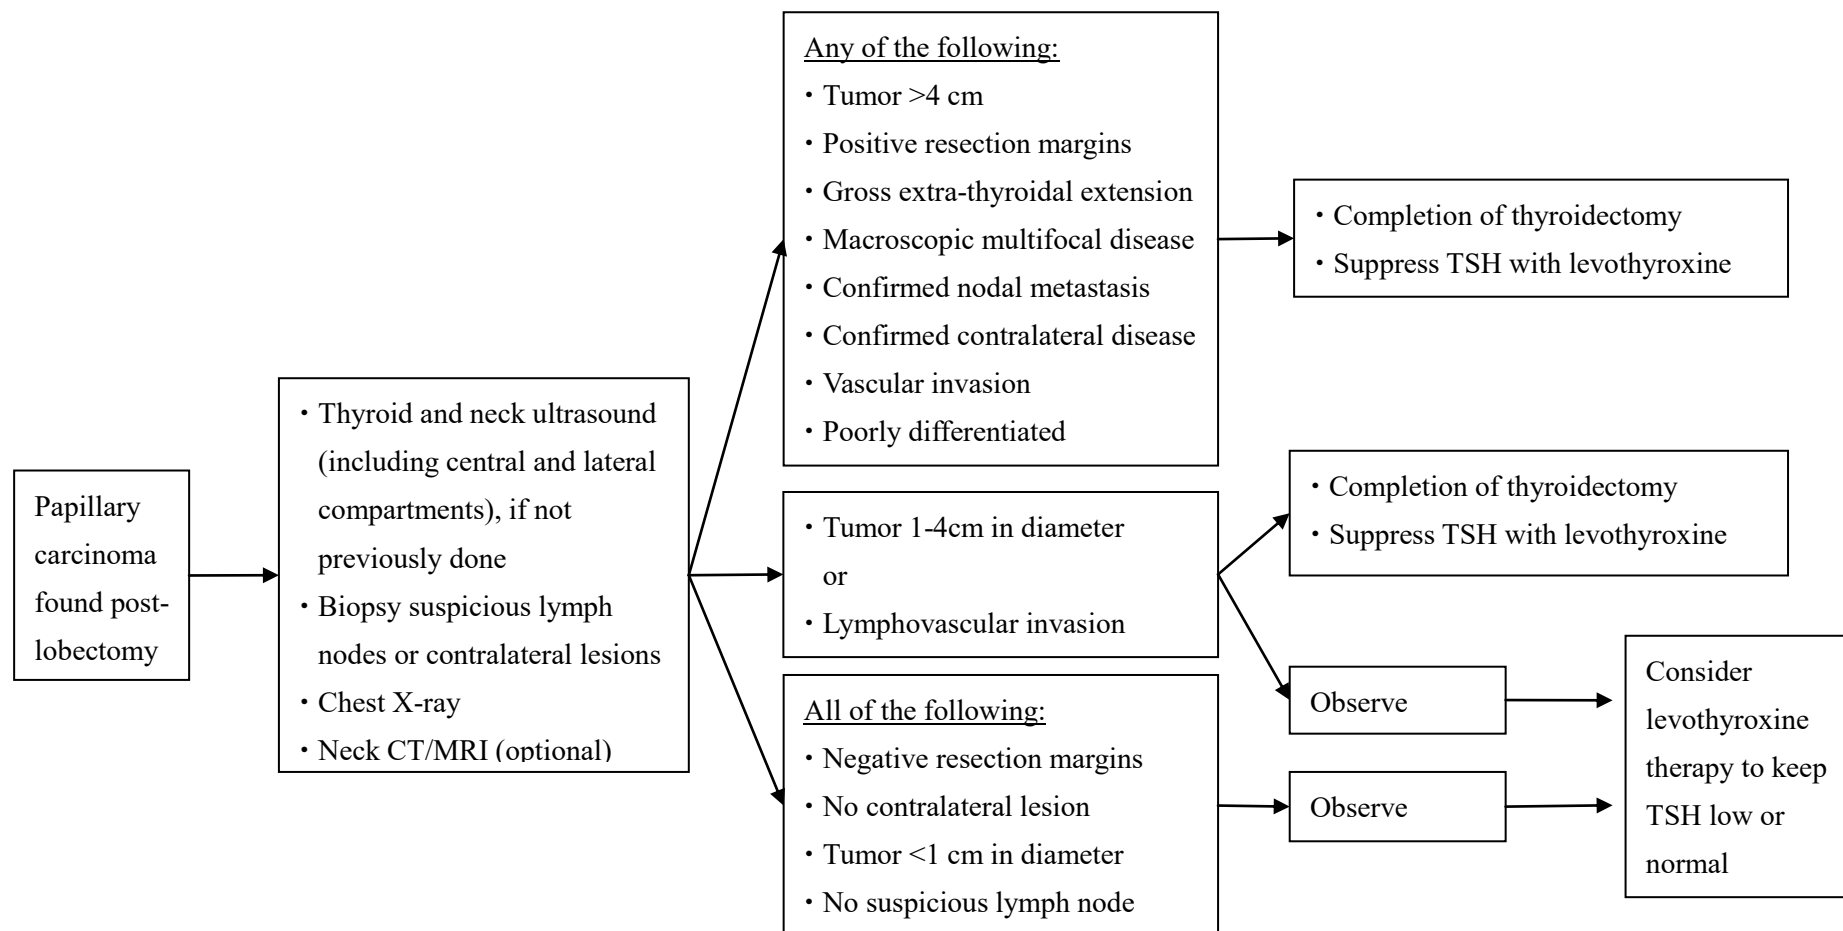 Papillary
carcinoma
found post-
lobectomy
・Thyroid and neck ultrasound
(including central and lateral
compartments), if not
previously done
・Biopsy suspicious lymph
nodes or contralateral lesions
・Chest X-ray
・Neck CT/MRI (optional)
Any of the following:
・Tumor >4 cm
・Positive resection margins
・Gross extra-thyroidal extension
・Macroscopic multifocal disease
・Confirmed nodal metastasis
・Confirmed contralateral disease
・Vascular invasion
・Poorly differentiated
・Completion of thyroidectomy
・Suppress TSH with levothyroxine
・Tumor 1-4cm in diameter
or
・Lymphovascular invasion
・Completion of thyroidectomy
・Suppress TSH with levothyroxine
Observe
All of the following:
・Negative resection margins
・No contralateral lesion
・Tumor <1 cm in diameter
・No suspicious lymph node
Observe
Consider
levothyroxine
therapy to keep
TSH low or
normal